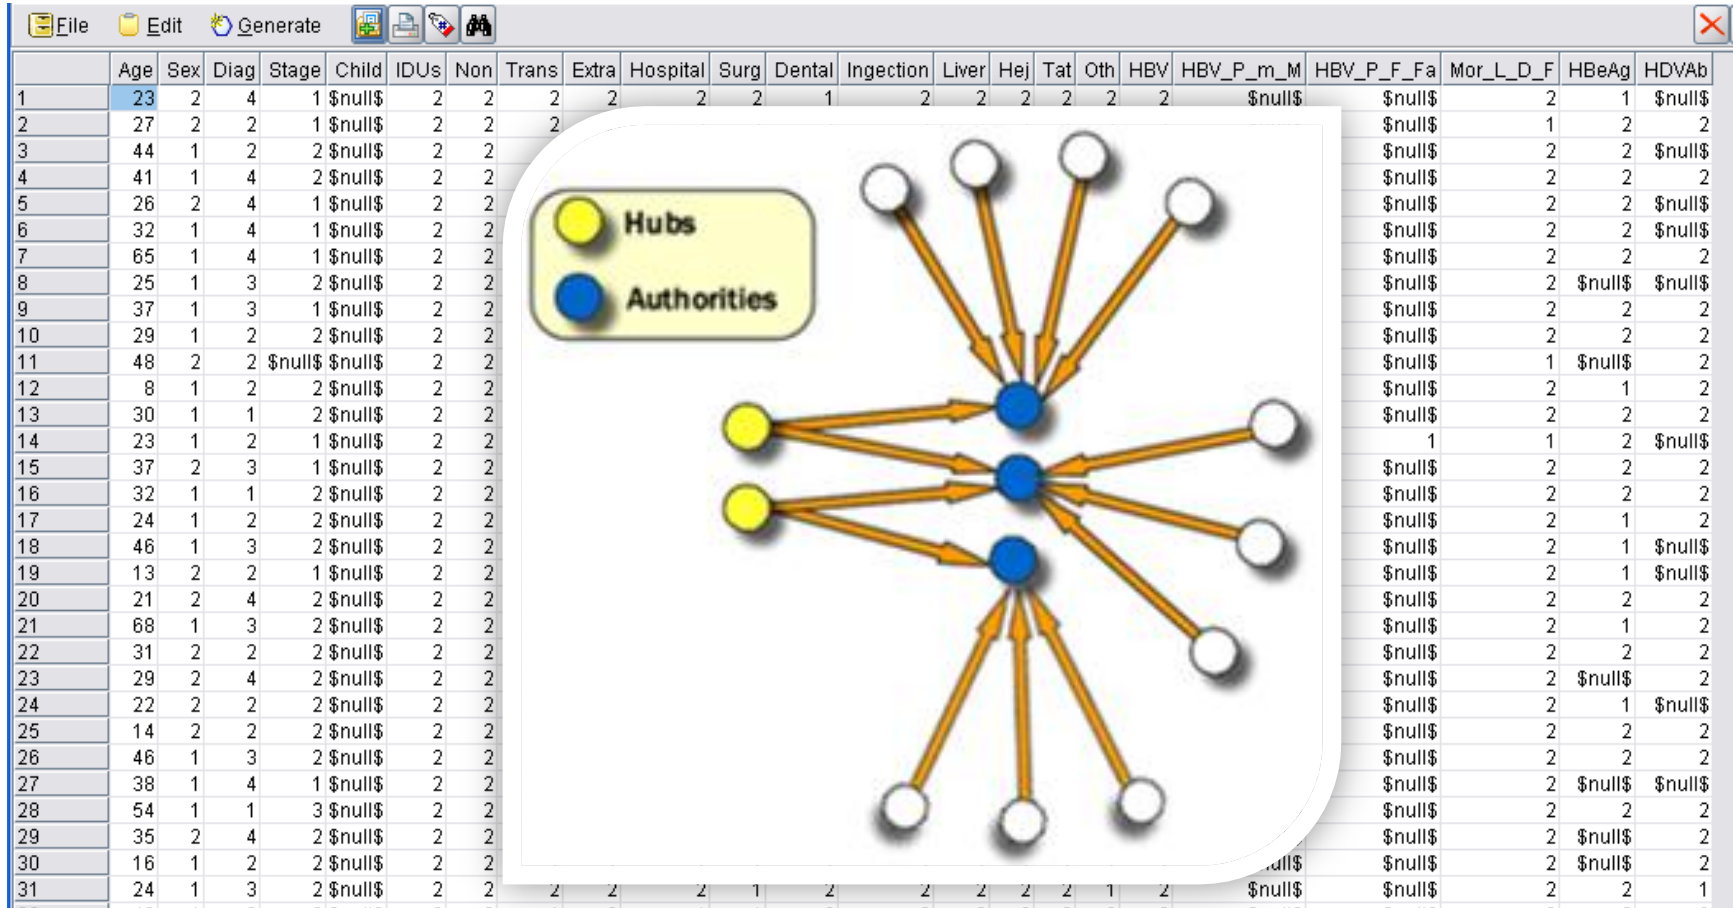 File Edit Generate
Age Sex Diag Stage Child IDUs Non Trans Extra Hospital Surg Dental Ingection Liver Hej Tat Oth HBV HBV_P_m_M HBV_P_F_Fa Mor_L_D_F HBeAg HDVAb
1 23 2 4 1 $null$ 2 2 2 2 2 2 1 2 2 2 2 2 2 $null$ $null$ 2 1 $null$
2 27 2 2 1 $null$ 2 2 2 $null$ 1 2 2
3 44 1 2 2 $null$ 2 2 $null$ 2 2 $null$
4 41 1 4 2 $null$ 2 2 $null$ 2 2 2
5 26 2 4 1 $null$ 2 2 $null$ 2 2 $null$
6 32 1 4 1 $null$ 2 2 $null$ 2 2 $null$
7 65 1 4 1 $null$ 2 2 $null$ 2 2 2
8 25 1 3 2 $null$ 2 2 $null$ 2 $null$ $null$
9 37 1 3 1 $null$ 2 2 $null$ 2 2 2
10 29 1 2 2 $null$ 2 2 $null$ 2 2 2
11 48 2 2 $null$ $null$ 2 2 $null$ 1 $null$ 2
12 8 1 2 2 $null$ 2 2 $null$ 2 1 2
13 30 1 1 2 $null$ 2 2 $null$ 2 2 2
14 23 1 2 1 $null$ 2 2 1 1 2 $null$
15 37 2 3 1 $null$ 2 2 $null$ 2 2 2
16 32 1 1 2 $null$ 2 2 $null$ 2 2 2
17 24 1 2 2 $null$ 2 2 $null$ 2 1 2
18 46 1 3 2 $null$ 2 2 $null$ 2 1 $null$
19 13 2 2 1 $null$ 2 2 $null$ 2 1 $null$
20 21 2 4 2 $null$ 2 2 $null$ 2 2 2
21 68 1 3 2 $null$ 2 2 $null$ 2 1 2
22 31 2 2 2 $null$ 2 2 $null$ 2 2 2
23 29 2 4 2 $null$ 2 2 $null$ 2 $null$ 2
24 22 2 2 2 $null$ 2 2 $null$ 2 1 $null$
25 14 2 2 2 $null$ 2 2 $null$ 2 2 2
26 46 1 3 2 $null$ 2 2 $null$ 2 2 2
27 38 1 4 1 $null$ 2 2 $null$ 2 $null$ $null$
28 54 1 1 3 $null$ 2 2 $null$ 2 2 2
29 35 2 4 2 $null$ 2 2 $null$ 2 $null$ 2
30 16 1 2 2 $null$ 2 2 $null$ 2 $null$ 2
31 24 1 3 2 $null$ 2 2 2 2 2 1 2 2 2 2 2 1 2 $null$ $null$ 2 2 1
Hubs
Authorities